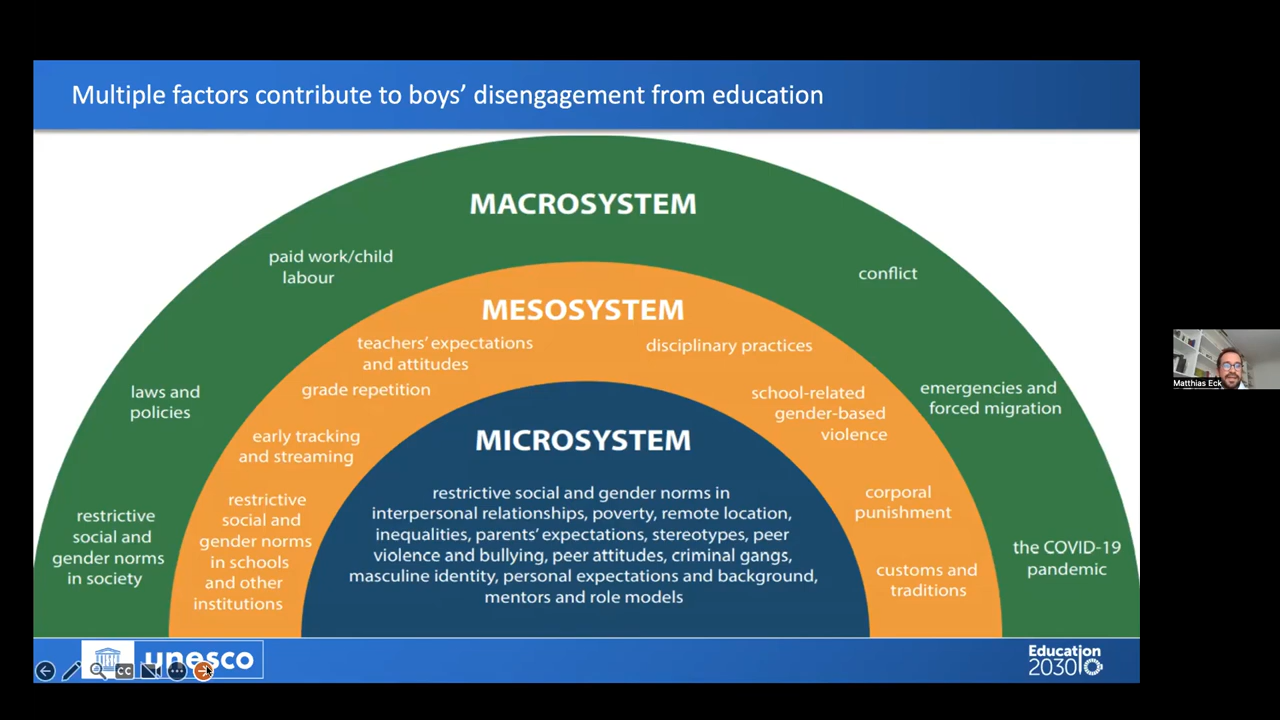 Multiple factors contribute to boys’ disengagement from education
MACROSYSTEM
paid work/child
labour
conflict
laws and
policies
emergencies and
forced migration
restrictive
social and
gender norms
in society
the COVID-19
pandemic
MESOSYSTEM
teachers’ expectations
and attitudes
disciplinary practices
grade repetition
school-related
gender-based
violence
early tracking
and streaming
corporal
punishment
restrictive
social and
gender norms
in schools
and other
institutions
customs and
traditions
MICROSYSTEM
restrictive social and gender norms in
interpersonal relationships, poverty, remote location,
inequalities, parents’ expectations, stereotypes, peer
violence and bullying, peer attitudes, criminal gangs,
masculine identity, personal expectations and background,
mentors and role models
unesco
CC
Education
2030
Matthias Eck